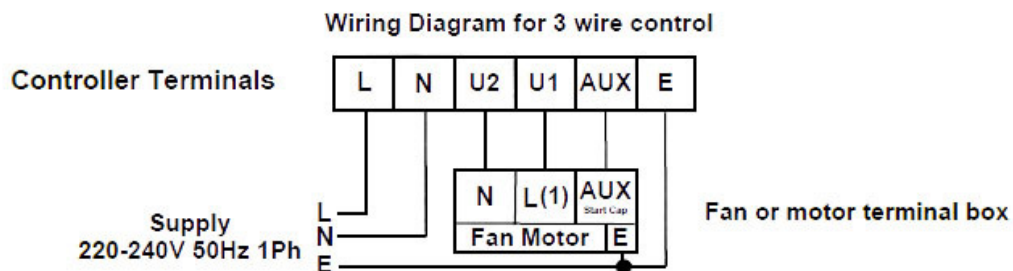 Wiring Diagram for 3 wire control
Controller Terminals
L N U2 U1 AUX E
N L(1) AUX
Start Cap
Fan Motor E
Fan or motor terminal box
Supply
220-240V 50Hz 1Ph
L
N
E